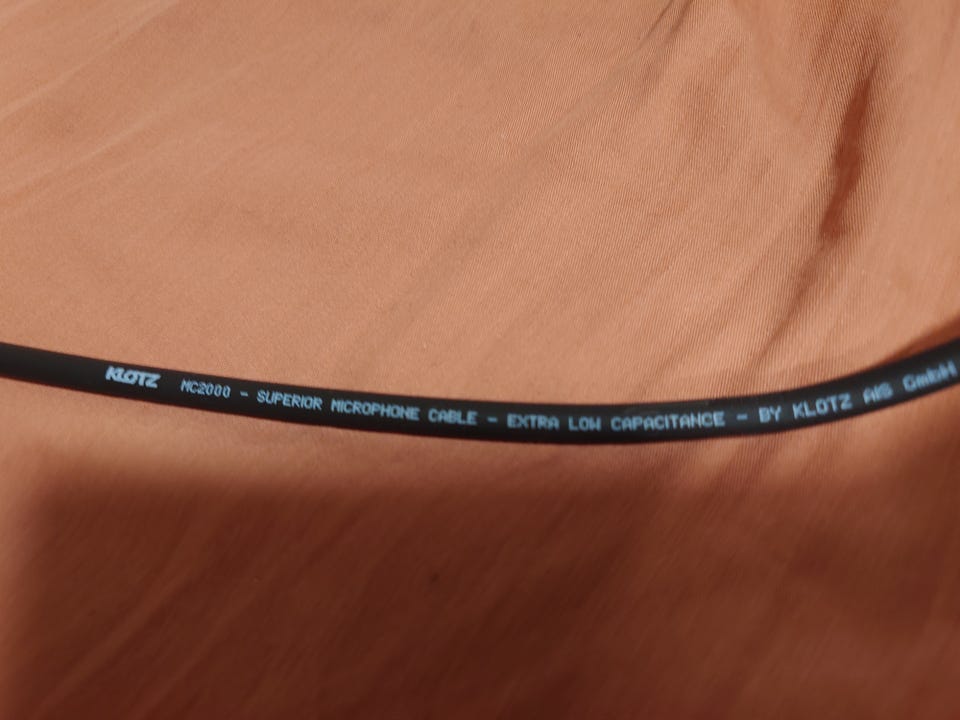 KLOTZ MC2000 - SUPERIOR MICROPHONE CABLE - EXTRA LOW CAPACITANCE - BY KLOTZ AIS GmbH